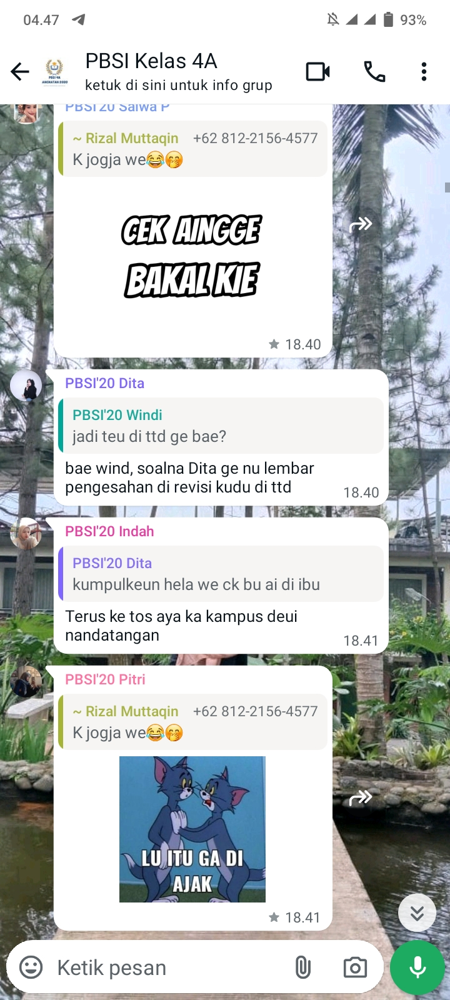 04.47
93%
PBSI Kelas 4A
ketuk di sini untuk info grup
PBSI 4A
ANGKATAN 2020
PBSI'20 Salwa P
~ Rizal Muttaqin +62 812-2156-4577
K jogja we😂🤭
CEK AINGGE
BAKAL KIE
18.40
PBSI'20 Dita
PBSI'20 Windi
jadi teu di ttd ge bae?
bae wind, soalna Dita ge nu lembar
pengesahan di revisi kudu di ttd
18.40
PBSI'20 Indah
PBSI'20 Dita
kumpulkeun hela we ck bu ai di ibu
Terus ke tos aya ka kampus deui
nandatangan
18.41
PBSI'20 Pitri
~ Rizal Muttaqin +62 812-2156-4577
K jogja we😂🤭
LU ITU GA DI
AJAK
18.41
Ketik pesan